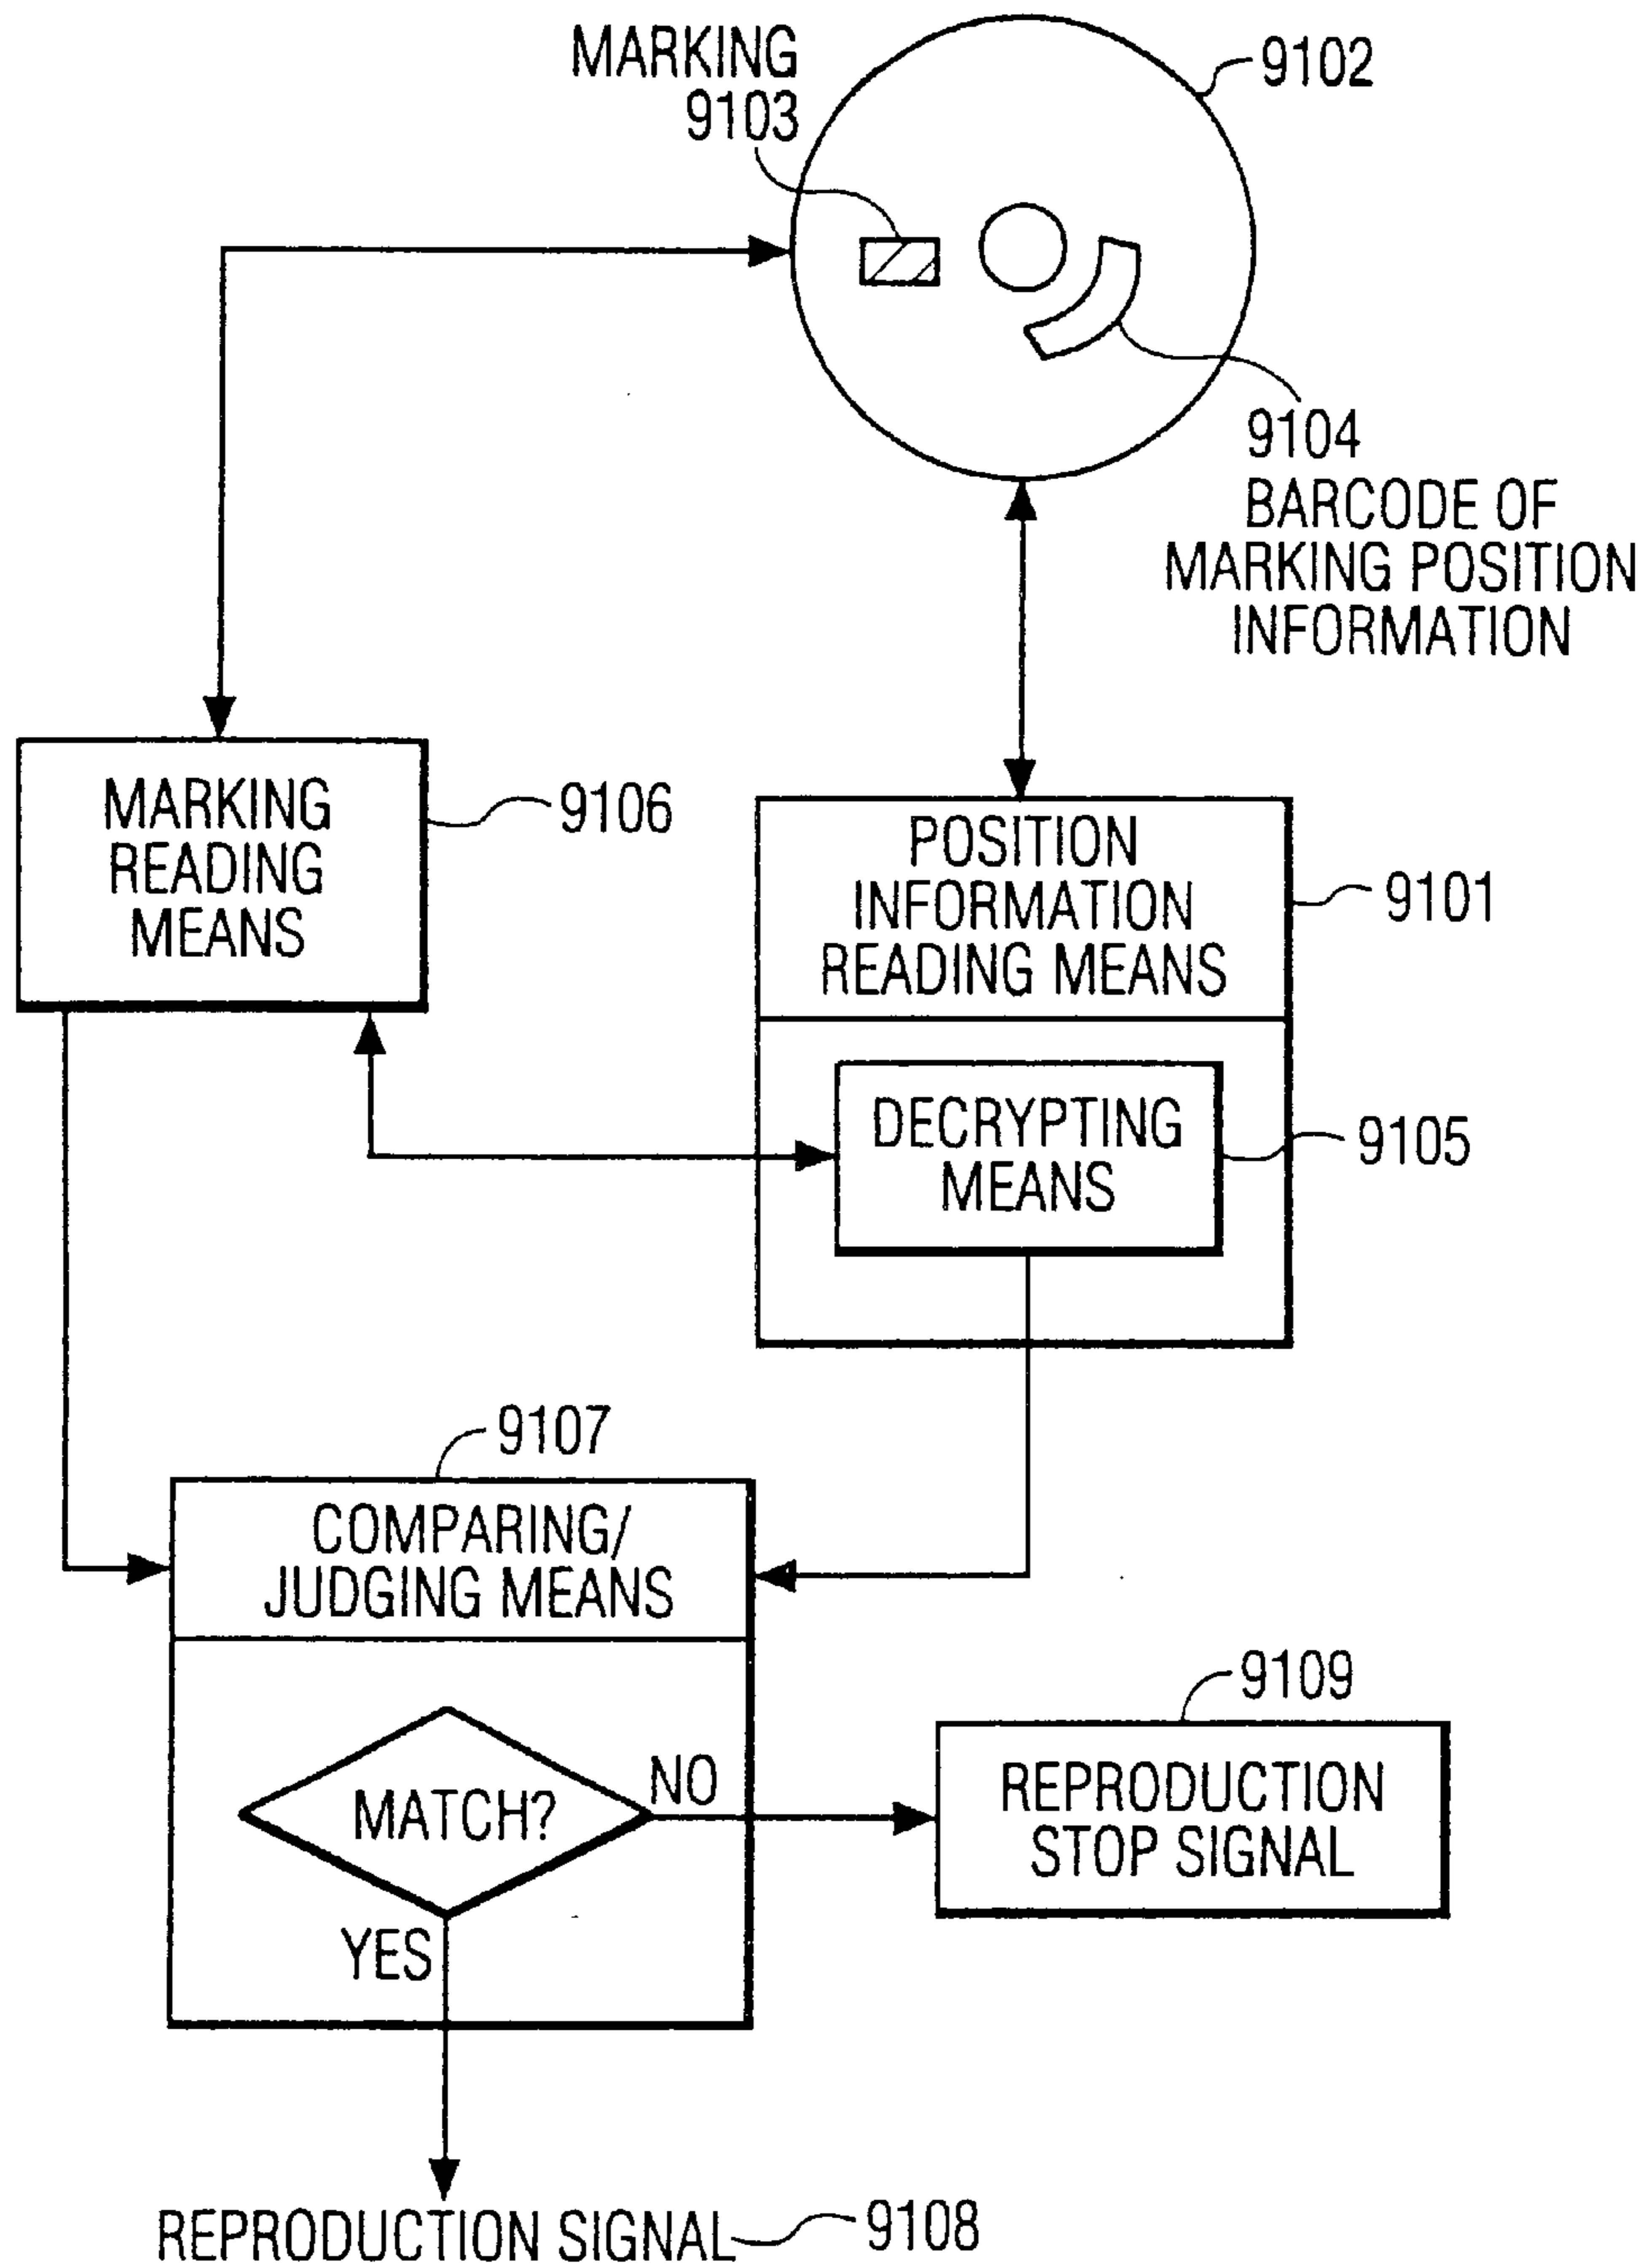 MARKING
9103
9102
9104
BARCODE OF
MARKING POSITION
INFORMATION
MARKING
READING
MEANS
9106
POSITION
INFORMATION
READING MEANS
9101
DECRYPTING
MEANS
9105
9107
COMPARING/
JUDGING MEANS
MATCH?
NO
YES
9109
REPRODUCTION
STOP SIGNAL
REPRODUCTION SIGNAL
9108